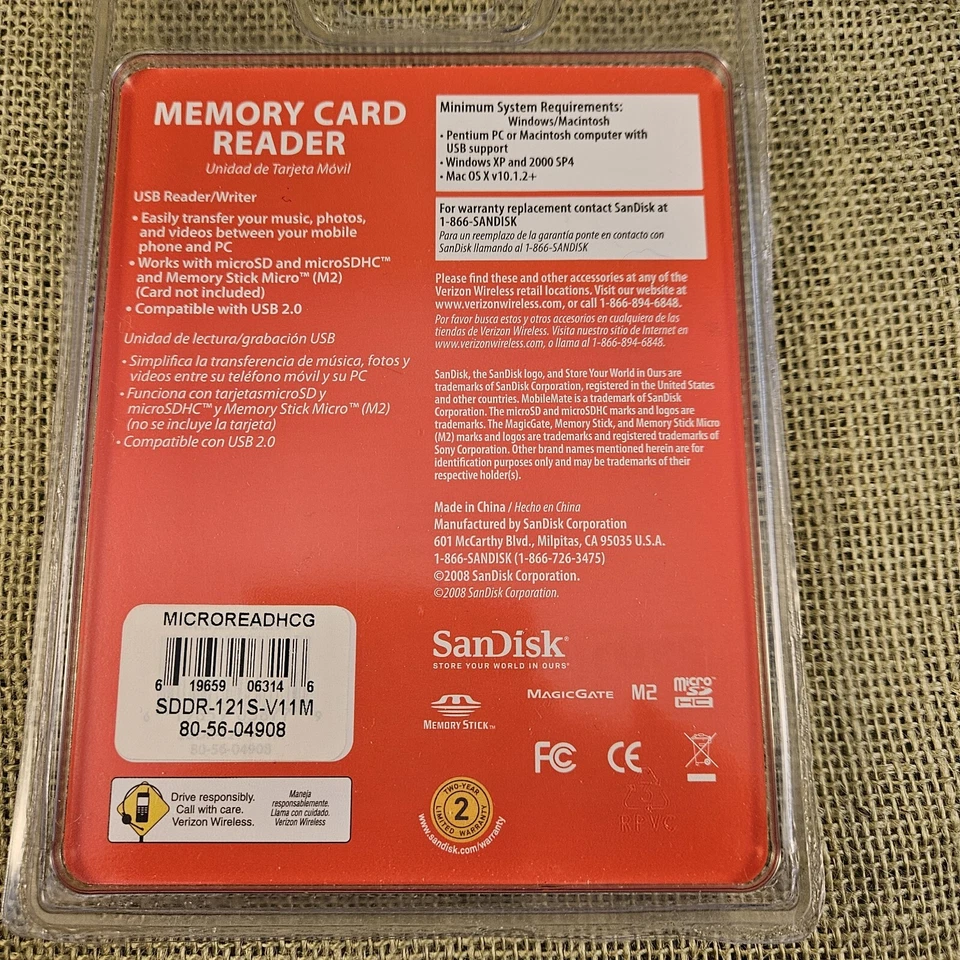 MEMORY CARD
READER
Unidad de Tarjeta Móvil
USB Reader/Writer
• Easily transfer your music, photos,
and videos between your mobile
phone and PC
• Works with microSD and microSDHC™
and Memory Stick Micro™ (M2)
(Card not included)
• Compatible with USB 2.0
Unidad de lectura/grabación USB
• Simplifica la transferencia de música, fotos y
videos entre su teléfono móvil y su PC
• Funciona con tarjetasmicroSD y
microSDHC™ y Memory Stick Micro™ (M2)
(no se incluye la tarjeta)
• Compatible con USB 2.0
MICROREADHCG
6 19659 06314 6
SDDR-121S-V11M
80-56-04908
80-56-04908
Drive responsibly.
Call with care.
Verizon Wireless.
Maneja
responsablemente.
Llama con cuidado.
Verizon Wireless
Minimum System Requirements:
Windows/Macintosh
• Pentium PC or Macintosh computer with
USB support
• Windows XP and 2000 SP4
• Mac OS X v10.1.2+
For warranty replacement contact SanDisk at
1-866-SANDISK
Para un reemplazo de la garantía ponte en contacto con
SanDisk llamando al 1-866-SANDISK
Please find these and other accessories at any of the
Verizon Wireless retail locations. Visit our website at
www.verizonwireless.com, or call 1-866-894-6848.
Por favor busca estos y otros accesorios en cualquiera de las
tiendas de Verizon Wireless. Visita nuestro sitio de Internet en
www.verizonwireless.com, o llama al 1-866-894-6848.
SanDisk, the SanDisk logo, and Store Your World in Ours are
trademarks of SanDisk Corporation, registered in the United States
and other countries. MobileMate is a trademark of SanDisk
Corporation. The microSD and microSDHC marks and logos are
trademarks. The MagicGate, Memory Stick, and Memory Stick Micro
(M2) marks and logos are trademarks and registered trademarks of
Sony Corporation. Other brand names mentioned herein are for
identification purposes only and may be trademarks of their
respective holder(s).
Made in China / Hecho en China
Manufactured by SanDisk Corporation
601 McCarthy Blvd., Milpitas, CA 95035 U.S.A.
1-866-SANDISK (1-866-726-3475)
©2008 SanDisk Corporation.
©2008 SanDisk Corporation.
SanDisk®
STORE YOUR WORLD IN OURS®
MEMORY STICK™
MAGICGATE
M2
micro™
SD
HC
FC
CE
TWO-YEAR
2
LIMITED WARRANTY
www.sandisk.com/warranty
RPVC